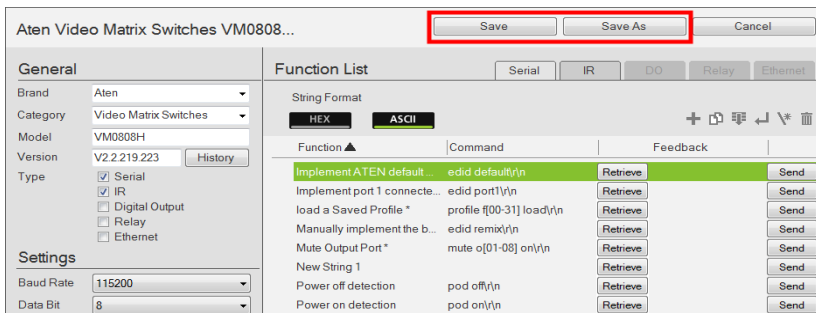 Aten Video Matrix Switches VM0808...
Save
Save As
Cancel
General
Brand
Aten
Category
Video Matrix Switches
Model
VM0808H
Version
V2.2.219.223
History
Type
Serial
IR
Digital Output
Relay
Ethernet
Settings
Baud Rate
115200
Data Bit
8
Function List
Serial
IR
DO
Relay
Ethernet
String Format
HEX
ASCII
Function
Command
Feedback
Implement ATEN default ... edid default\r\n Retrieve Send
Implement port 1 connecte... edid port1\r\n Retrieve Send
load a Saved Profile * profile f[00-31] load\r\n Retrieve Send
Manually implement the b... edid remix\r\n Retrieve Send
Mute Output Port * mute o[01-08] on\r\n Retrieve Send
New String 1 Retrieve Send
Power off detection pod off\r\n Retrieve Send
Power on detection pod on\r\n Retrieve Send